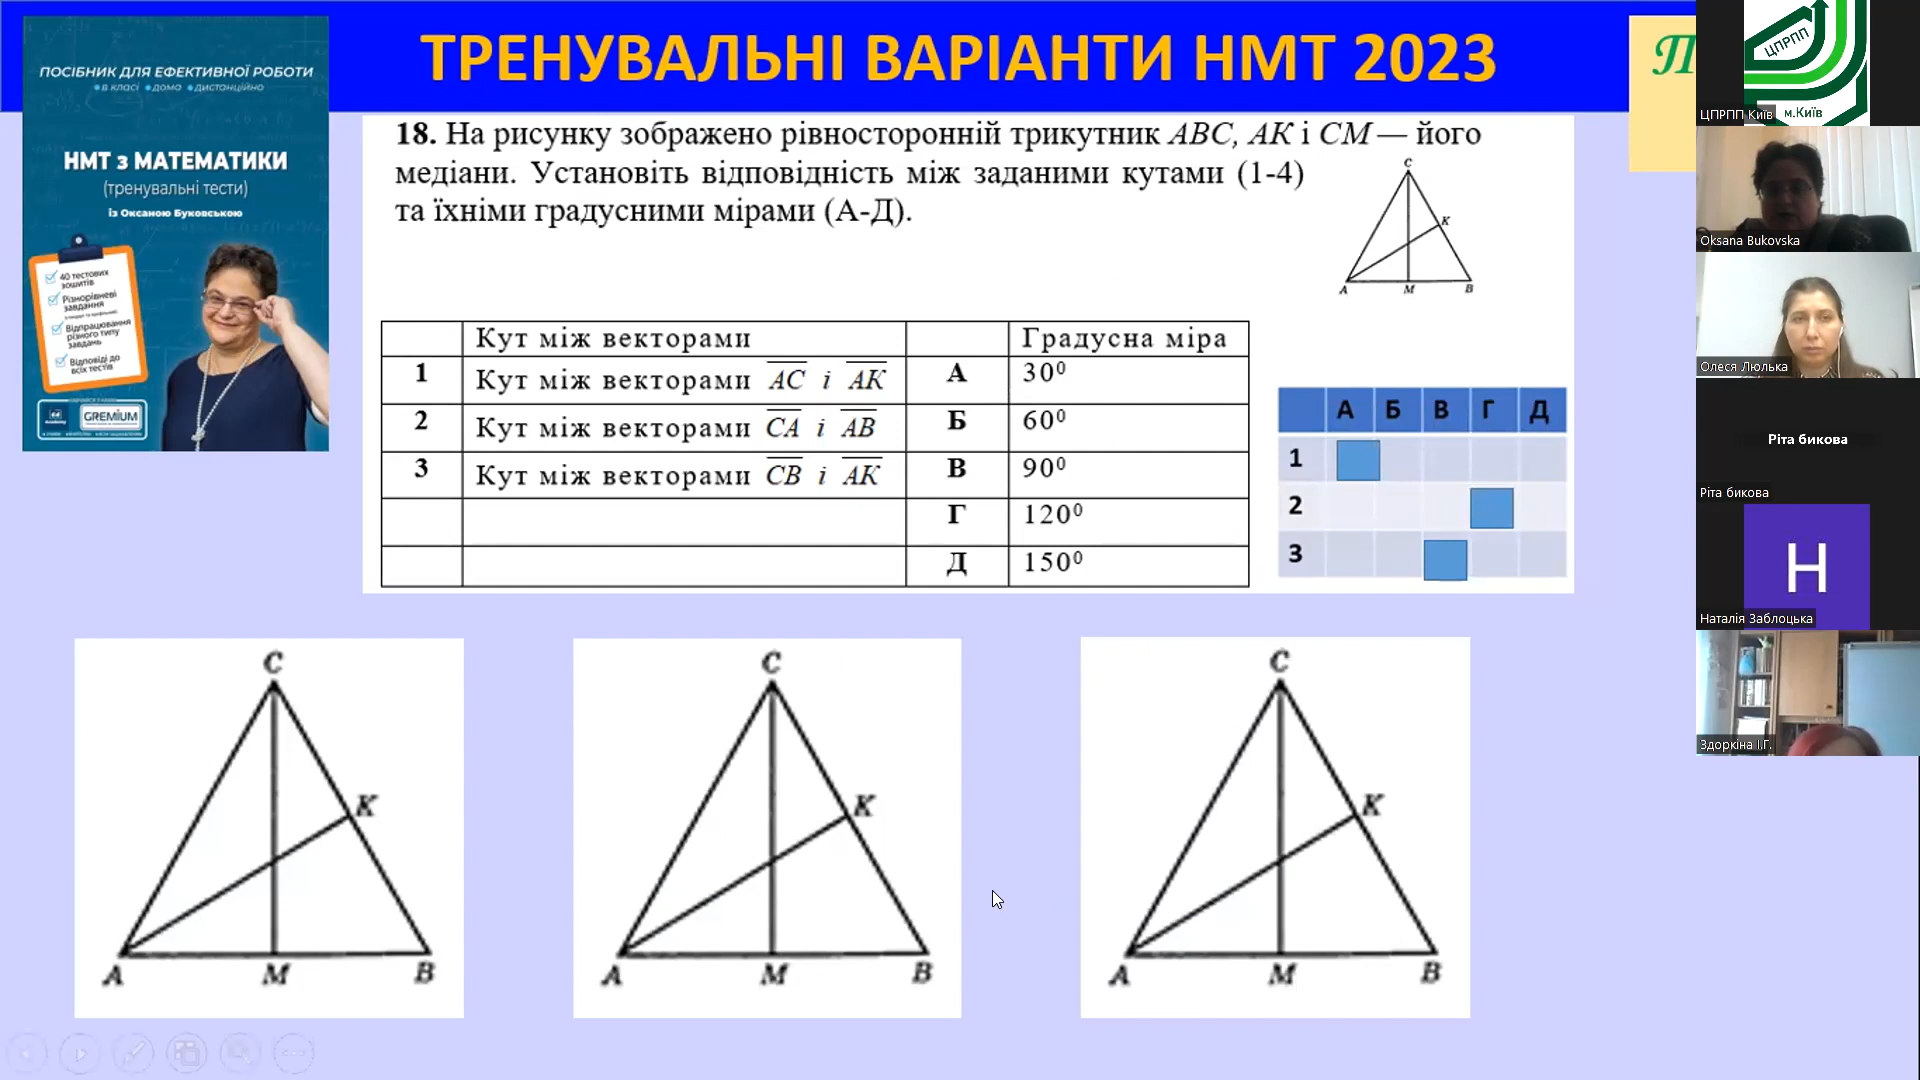 ТРЕНУВАЛЬНІ ВАРІАНТИ НМТ 2023
ПОСІБНИК ДЛЯ ЕФЕКТИВНОЇ РОБОТИ
в класі дома дистанційно
НМТ з МАТЕМАТИКИ
(тренувальні тести)
із Оксаною Буковською
40 тестових
зошитів
Різнорівневі
завдання
Відпрацювання
різного типу
завдань
Відповіді до
всіх тестів
GREMIUM
18. На рисунку зображено рівносторонній трикутник ABC, AK і CM — його
медіани. Установіть відповідність між заданими кутами (1-4)
та їхніми градусними мірами (А-Д).
C
K
A M B
Кут між векторами Градусна міра
1 Кут між векторами AC і AK А 30⁰
2 Кут між векторами CA і AB Б 60⁰
3 Кут між векторами CB і AK В 90⁰
Г 120⁰
Д 150⁰
А Б В Г Д
1
2
3
C
K
A M B
C
K
A M B
C
K
A M B
П
ЦПРПП
м.Київ
ЦПРПП Київ
Oksana Bukovska
Олеся Люлька
Ріта бикова
Ріта бикова
Н
Наталія Заблоцька
Здоркіна І.Г.